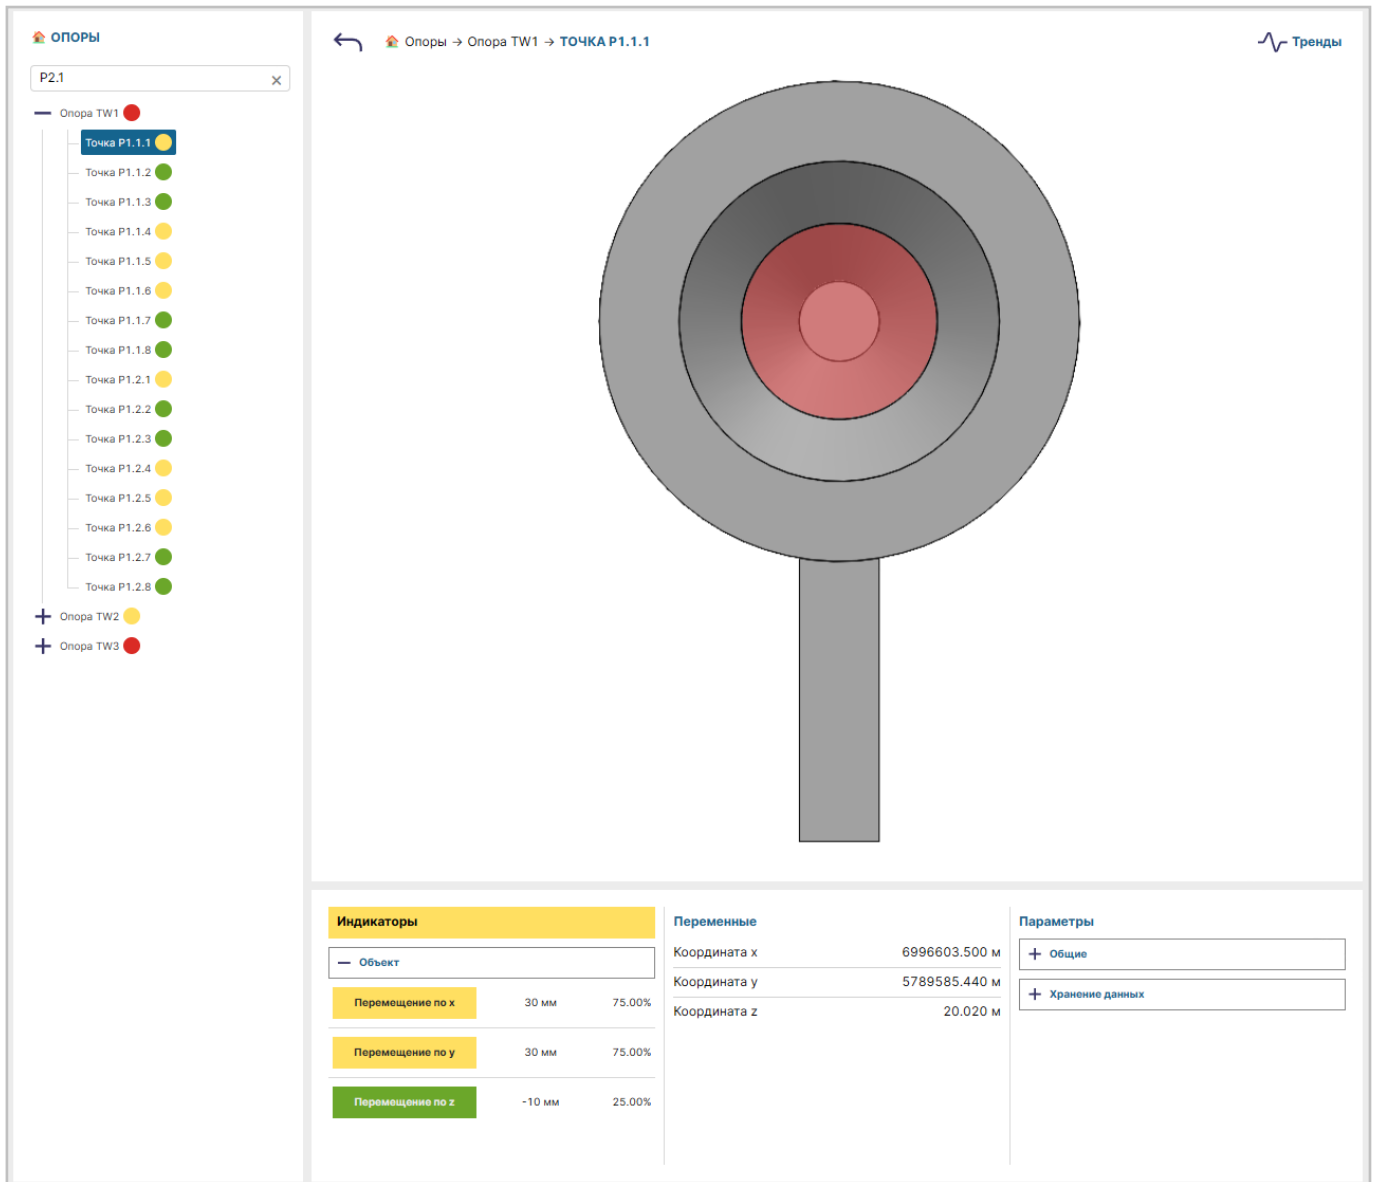 ОПОРЫ
P2.1
Опора TW1
Точка P1.1.1
Точка P1.1.2
Точка P1.1.3
Точка P1.1.4
Точка P1.1.5
Точка P1.1.6
Точка P1.1.7
Точка P1.1.8
Точка P1.2.1
Точка P1.2.2
Точка P1.2.3
Точка P1.2.4
Точка P1.2.5
Точка P1.2.6
Точка P1.2.7
Точка P1.2.8
Опора TW2
Опора TW3
Опоры → Опора TW1 → ТОЧКА P1.1.1
Тренды
Индикаторы
Объект
Перемещение по x 30 мм 75.00%
Перемещение по y 30 мм 75.00%
Перемещение по z -10 мм 25.00%
Переменные
Координата x 6996603.500 м
Координата y 5789585.440 м
Координата z 20.020 м
Параметры
Общие
Хранение данных